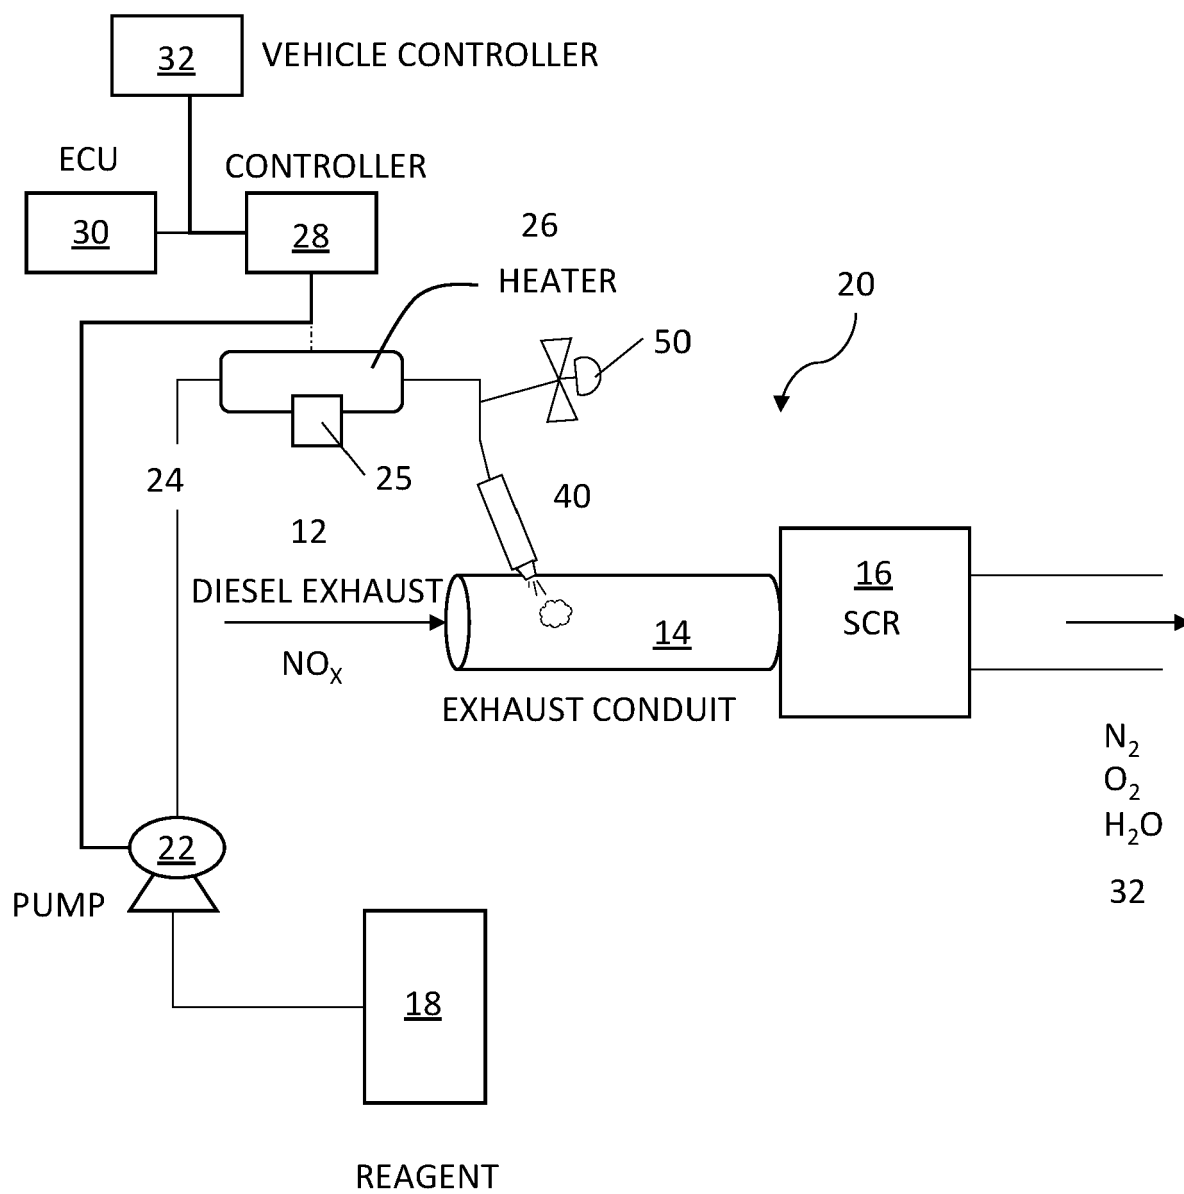 32
VEHICLE CONTROLLER
ECU
CONTROLLER
30
28
26
HEATER
20
50
24
25
40
12
DIESEL EXHAUST
NOX
14
EXHAUST CONDUIT
16
SCR
N2
O2
H2O
32
22
PUMP
18
REAGENT